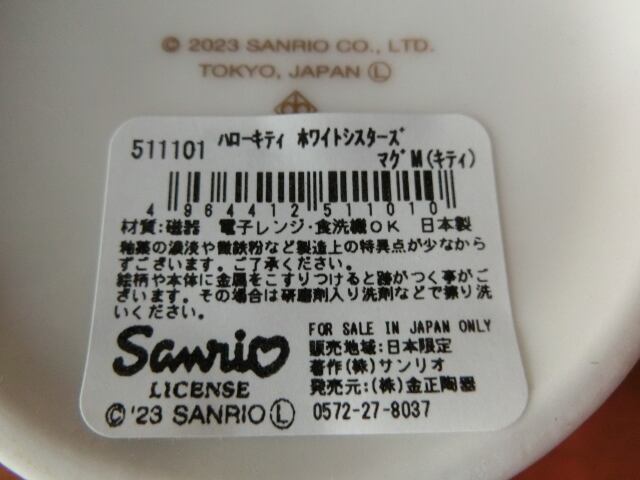 © 2023 SANRIO CO., LTD.
TOKYO, JAPAN Ⓛ
511101 ﾊﾛｰｷﾃｨ ﾎﾜｲﾄｼｽﾀｰｽﾞ
ﾏｸﾞM(ｷﾃｨ)
4 964412 511010
材質:磁器 電子レンジ・食洗機OK 日本製
釉薬の濃淡や微鉄粉など製造上の特異点が少なから
ずございます。ご了承ください。
絵柄や本体に金属をこすりつけると跡がつく事がご
ざいます。その場合は研磨剤入り洗剤などで擦り洗
いください。
Sanrio
LICENSE
© '23 SANRIO Ⓛ
FOR SALE IN JAPAN ONLY
販売地域:日本限定
著作(株)サンリオ
発売元:(株)金正陶器
0572-27-8037